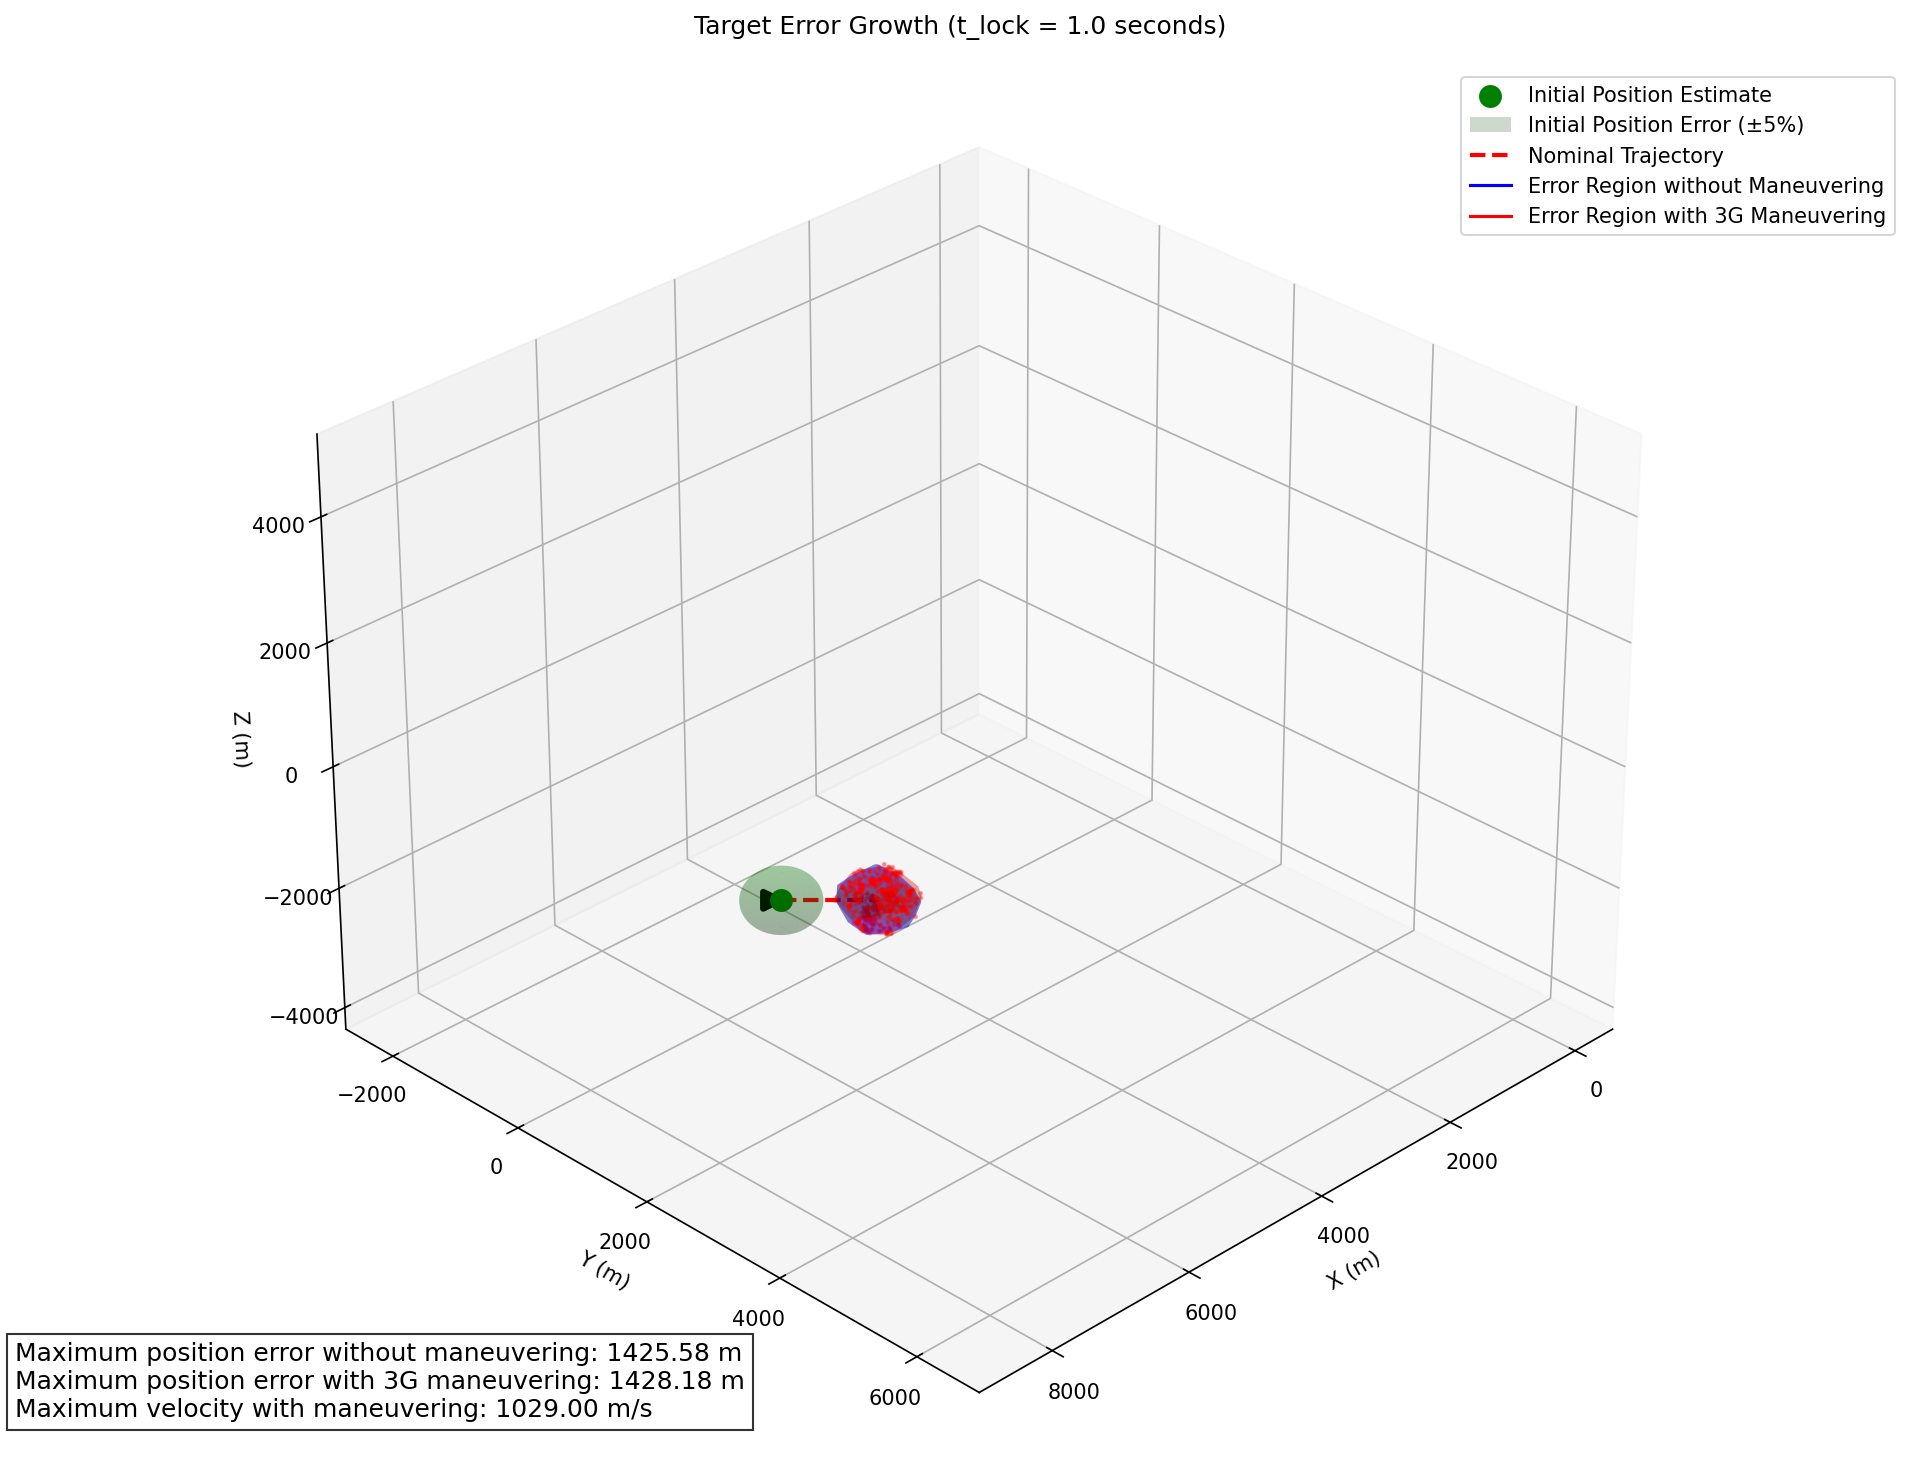 Target Error Growth (t_lock = 1.0 seconds)
Initial Position Estimate
Initial Position Error (±5%)
Nominal Trajectory
Error Region without Maneuvering
Error Region with 3G Maneuvering
4000
2000
0
−2000
−4000
Z (m)
−2000
0
2000
4000
6000
Y (m)
0
2000
4000
6000
8000
X (m)
Maximum position error without maneuvering: 1425.58 m
Maximum position error with 3G maneuvering: 1428.18 m
Maximum velocity with maneuvering: 1029.00 m/s